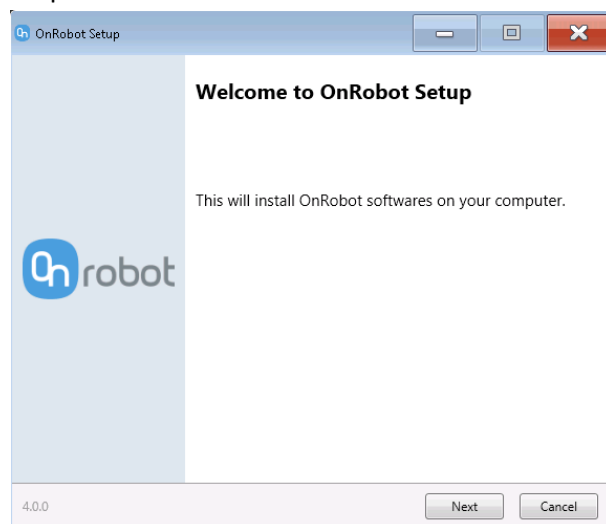 OnRobot Setup
Welcome to OnRobot Setup
This will install OnRobot softwares on your computer.
On robot
4.0.0
Next
Cancel